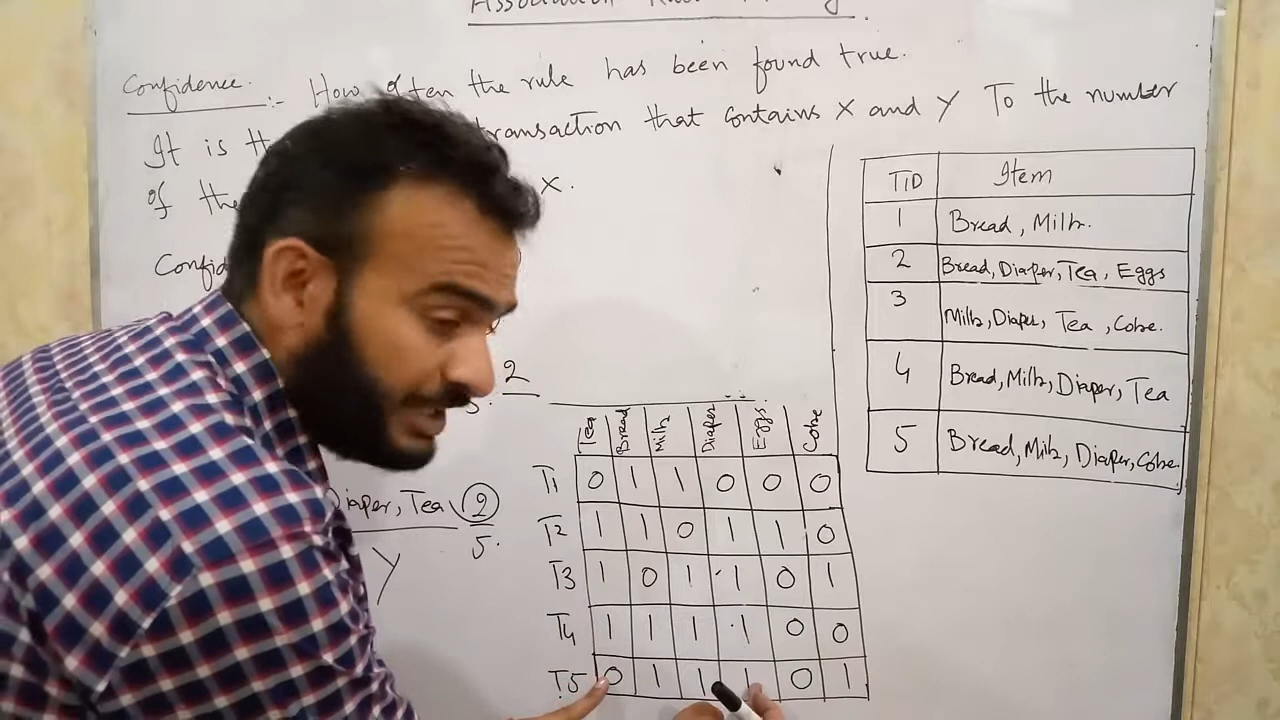 Confidence :- How often the rule has been found true.
It is th transaction that contains X and Y To the number
of the X.
Confid
2
5.
Diaper, Tea 2
5.
Y
Tea Bread Milk Diaper Eggs Coke
T1 0 1 1 0 0 0
T2 1 1 0 1 1 0
T3 1 0 1 1 0 1
T4 1 1 1 1 0 0
T5 0 1 1 1 0 1
TID Item
1 Bread, Milk.
2 Bread, Diaper, Tea, Eggs
3 Milk, Diaper, Tea, Coke.
4 Bread, Milk, Diaper, Tea
5 Bread, Milk, Diaper, Coke.